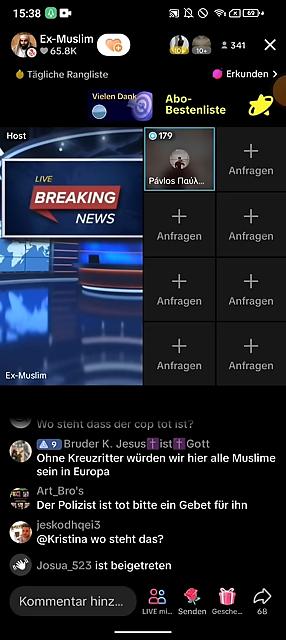 15:38
69
Ex-Muslim
65.8K
10+
341
Tägliche Rangliste
Erkunden >
Vielen Dank
Abo-
Bestenliste
Host
LIVE
BREAKING
NEWS
Ex-Muslim
179
Pávlos Παύλ...
Anfragen
Anfragen
Anfragen
Anfragen
Anfragen
Anfragen
Anfragen
Wo steht dass der cop tot ist?
9 Bruder K. Jesus✝️ist✝️Gott
Ohne Kreuzritter würden wir hier alle Muslime
sein in Europa
Art_Bro's
Der Polizist ist tot bitte ein Gebet für ihn
jeskodhqei3
@Kristina wo steht das?
Josua_523 ist beigetreten
Kommentar hinz...
LIVE mi...
Senden
Gesche...
68